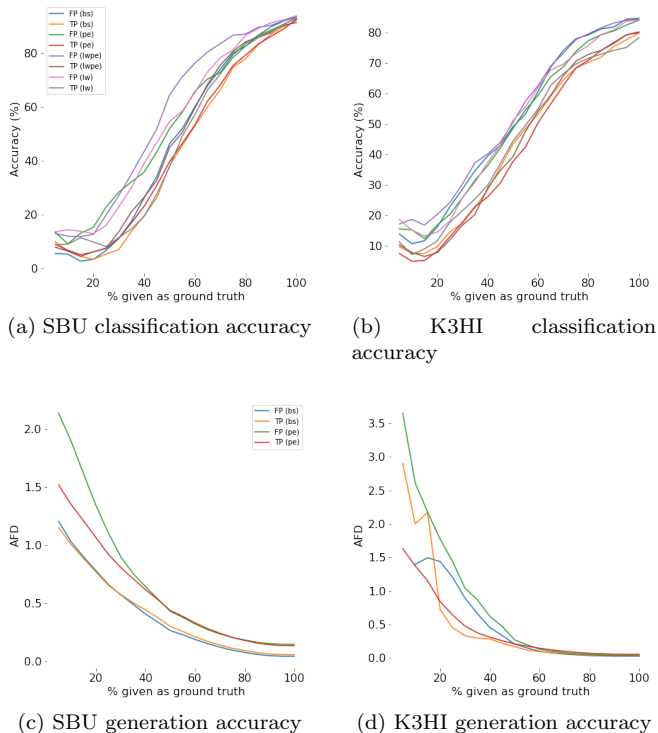 FP (bs)
TP (bs)
FP (pe)
TP (pe)
FP (lwpe)
TP (lwpe)
FP (lw)
TP (lw)
Accuracy (%)
80
60
40
20
0
20 40 60 80 100
% given as ground truth
(a) SBU classification accuracy
Accuracy (%)
80
70
60
50
40
30
20
10
20 40 60 80 100
% given as ground truth
(b) K3HI classification
accuracy
FP (bs)
TP (bs)
FP (pe)
TP (pe)
AFD
2.0
1.5
1.0
0.5
0.0
20 40 60 80 100
% given as ground truth
(c) SBU generation accuracy
AFD
3.5
3.0
2.5
2.0
1.5
1.0
0.5
0.0
20 40 60 80 100
% given as ground truth
(d) K3HI generation accuracy